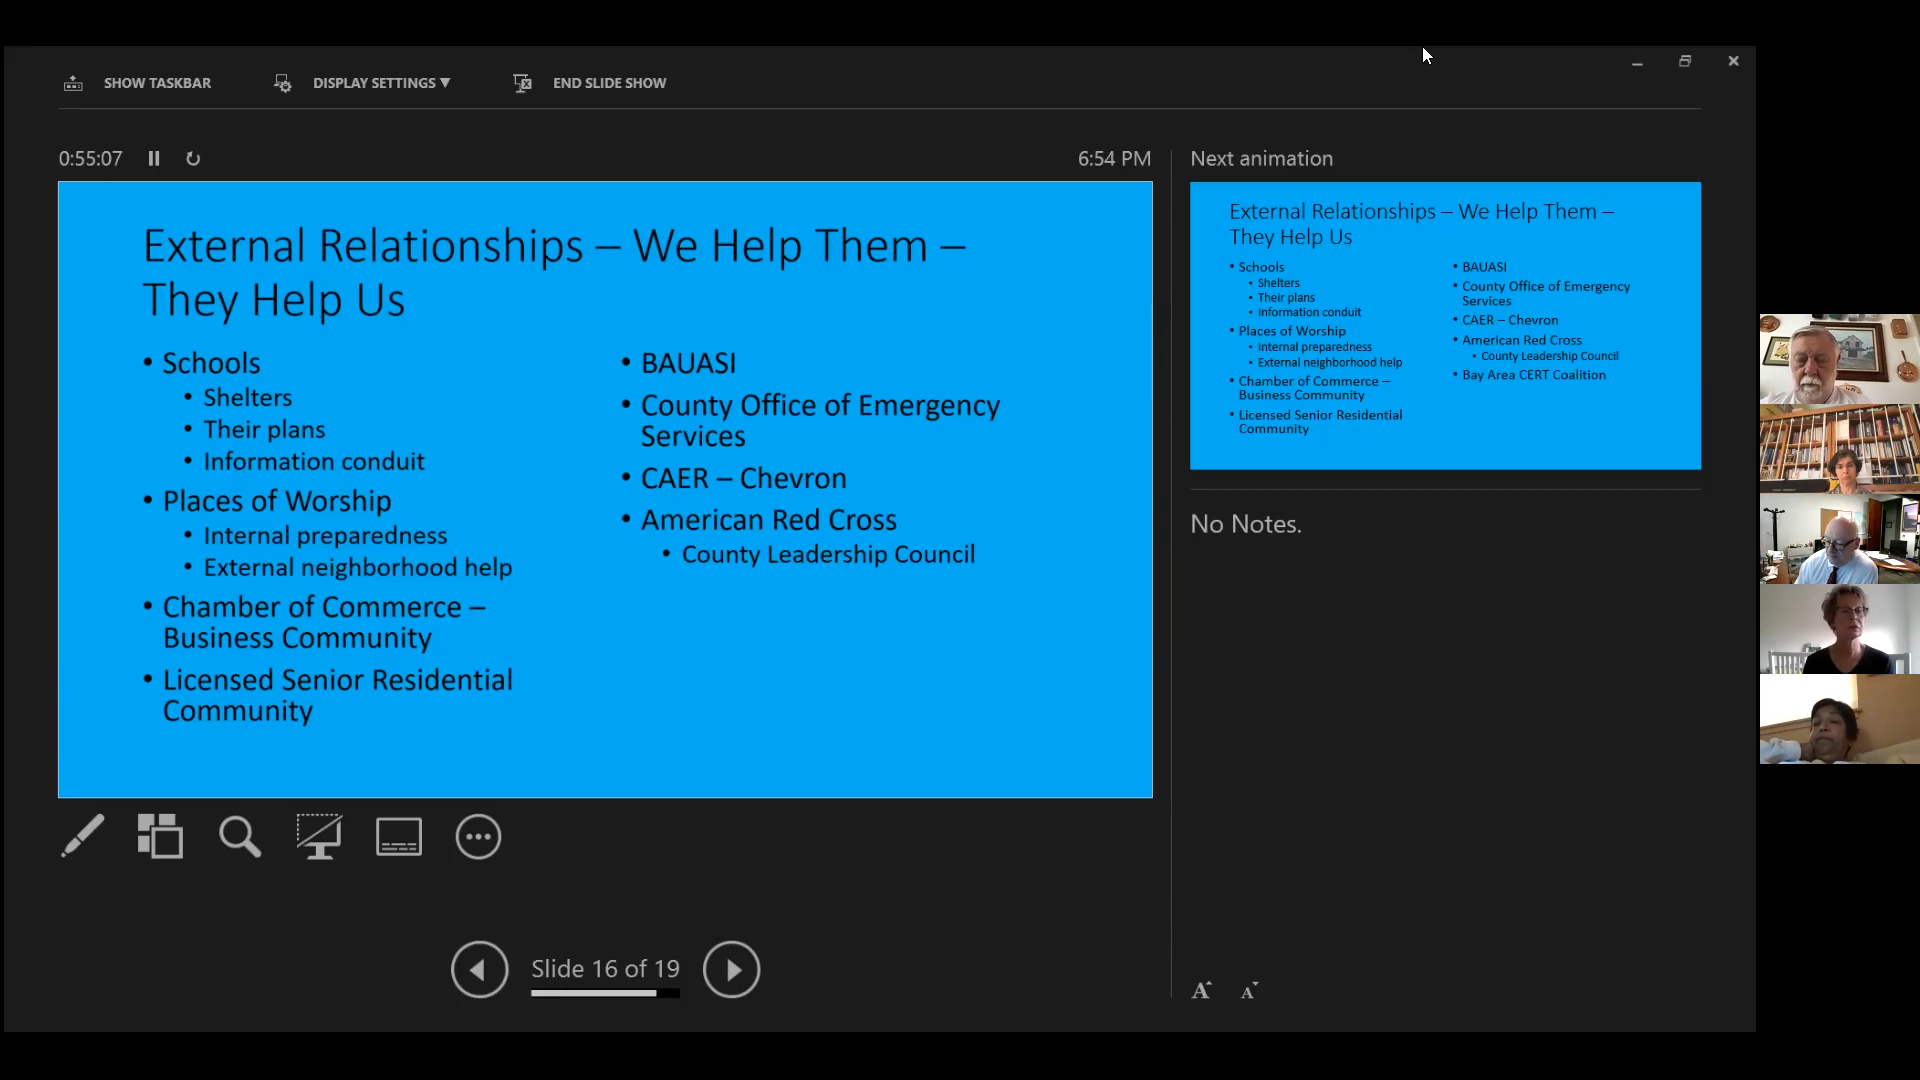 SHOW TASKBAR
DISPLAY SETTINGS ▼
END SLIDE SHOW
0:55:07
6:54 PM
Next animation
External Relationships – We Help Them –
They Help Us
• Schools
• Shelters
• Their plans
• Information conduit
• Places of Worship
• Internal preparedness
• External neighborhood help
• Chamber of Commerce –
Business Community
• Licensed Senior Residential
Community
• BAUASI
• County Office of Emergency
Services
• CAER – Chevron
• American Red Cross
• County Leadership Council
External Relationships – We Help Them –
They Help Us
• Schools
• Shelters
• Their plans
• Information conduit
• Places of Worship
• Internal preparedness
• External neighborhood help
• Chamber of Commerce –
Business Community
• Licensed Senior Residential
Community
• BAUASI
• County Office of Emergency
Services
• CAER – Chevron
• American Red Cross
• County Leadership Council
• Bay Area CERT Coalition
No Notes.
Slide 16 of 19
A A